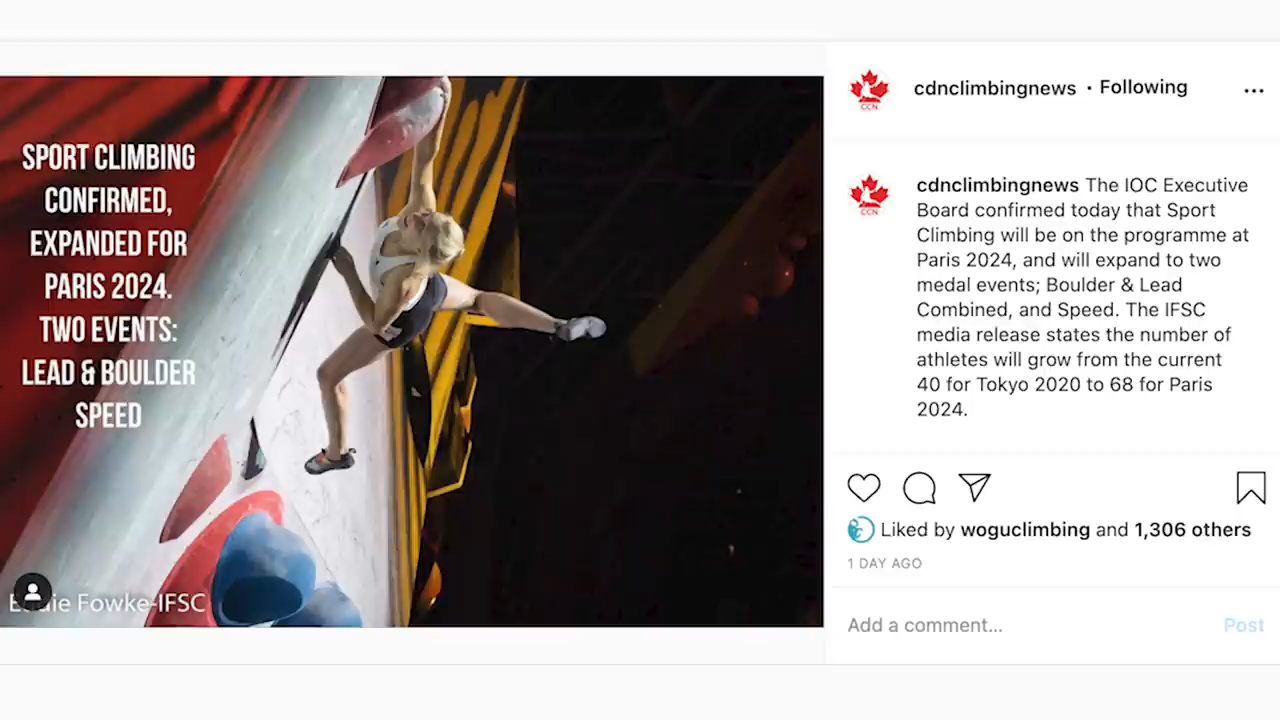 SPORT CLIMBING
CONFIRMED,
EXPANDED FOR
PARIS 2024.
TWO EVENTS:
LEAD & BOULDER
SPEED
Fowke-IFSC
cdnclimbingnews • Following
CCN
cdnclimbingnews The IOC Executive
Board confirmed today that Sport
Climbing will be on the programme at
Paris 2024, and will expand to two
medal events; Boulder & Lead
Combined, and Speed. The IFSC
media release states the number of
athletes will grow from the current
40 for Tokyo 2020 to 68 for Paris
2024.
CCN
Liked by woguclimbing and 1,306 others
1 DAY AGO
Add a comment...
Post